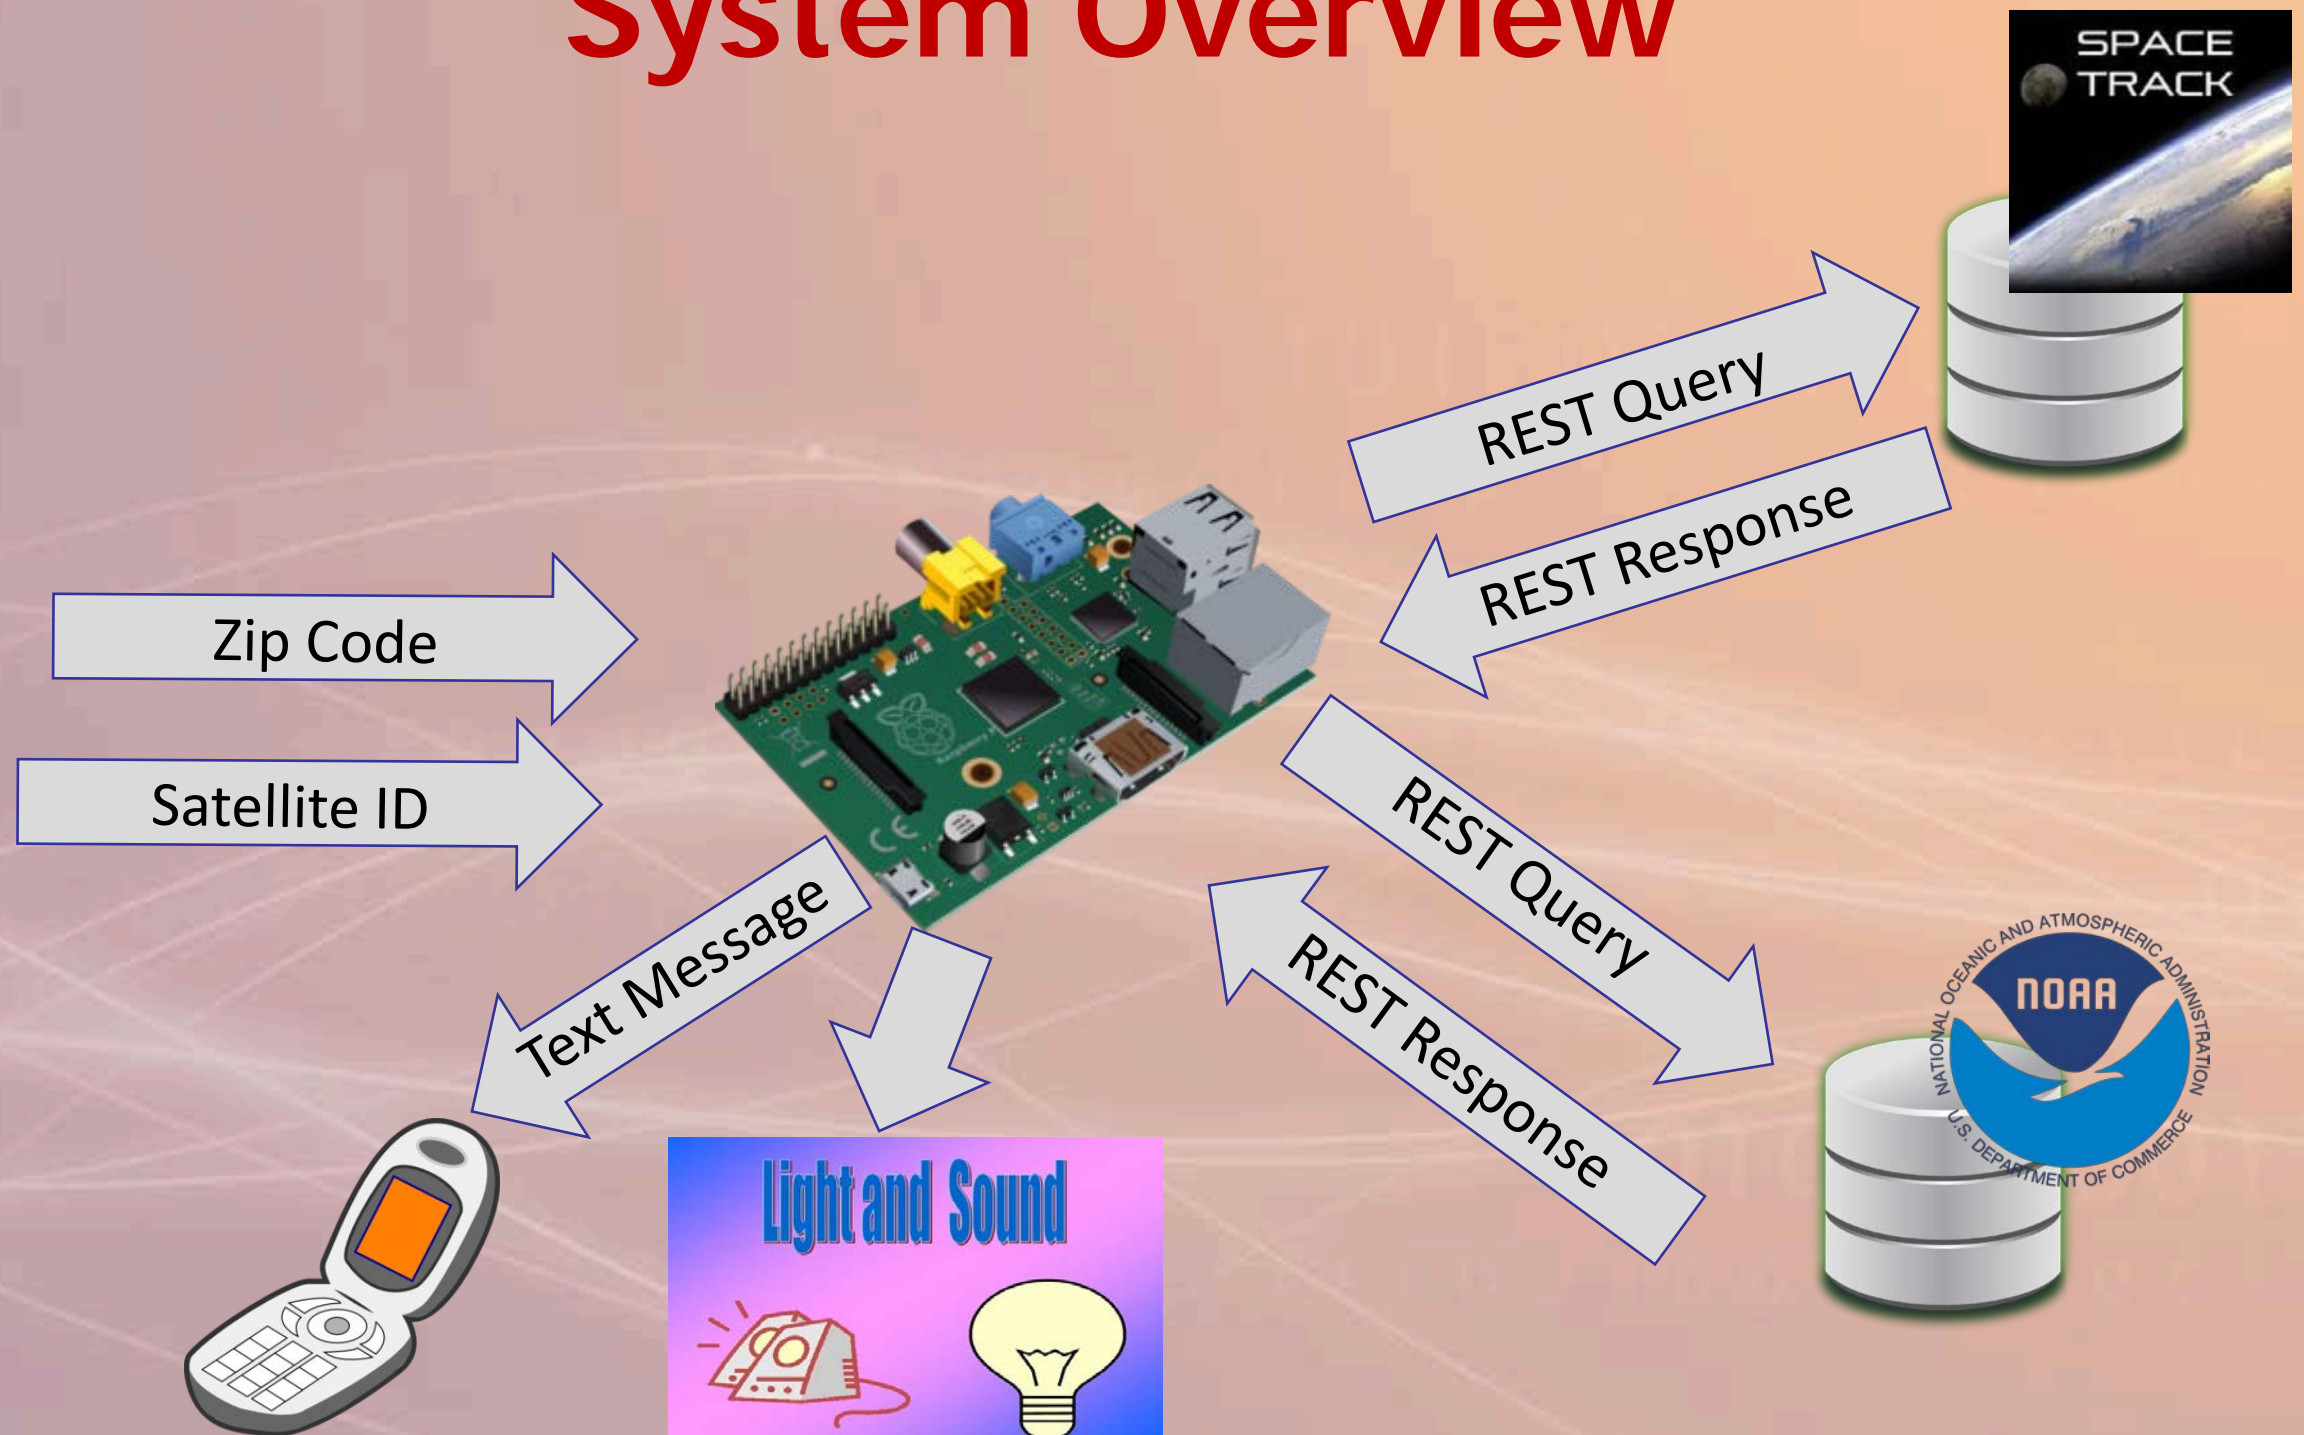 System Overview
SPACE
TRACK
REST Query
REST Response
Zip Code
Satellite ID
REST Query
REST Response
Text Message
NATIONAL OCEANIC AND ATMOSPHERIC ADMINISTRATION
NOAA
U.S. DEPARTMENT OF COMMERCE
Light and Sound